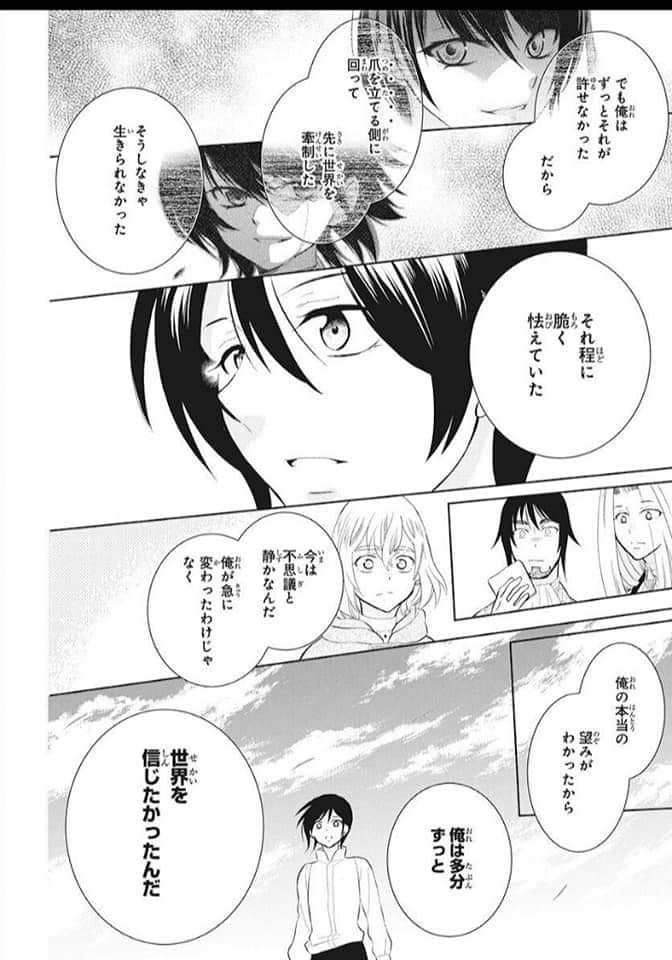 でも俺は
ずっとそれが
許せなかった
だから
爪を立てる側に
回って
先に世界を
牽制した
そうしなきゃ
生きられなかった
それ程に
脆く
怯えていた
今は
不思議と
静かなんだ
俺が急に
変わったわけじゃ
なく
俺の本当の
望みが
わかったから
俺は多分
ずっと
世界を
信じたかったんだ